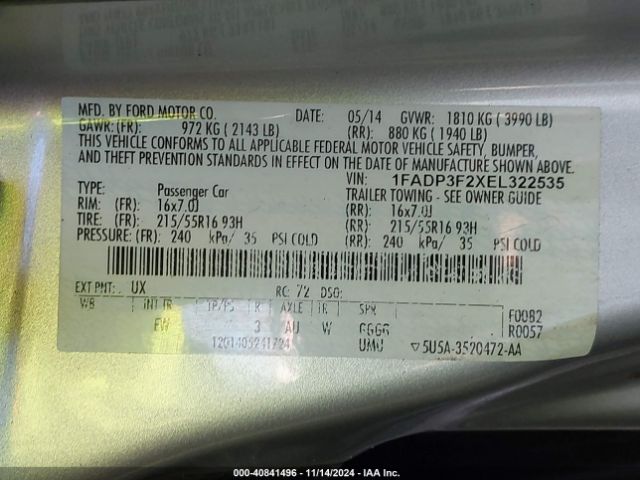 MFD. BY FORD MOTOR CO. DATE: 05/14 GVWR: 1810 KG ( 3990 LB)
GAWR: (FR): 972 KG ( 2143 LB) (RR): 880 KG ( 1940 LB)
THIS VEHICLE CONFORMS TO ALL APPLICABLE FEDERAL MOTOR VEHICLE SAFETY, BUMPER,
AND THEFT PREVENTION STANDARDS IN EFFECT ON THE DATE OF MANUFACTURE SHOWN ABOVE.
VIN: 1FADP3F2XEL322535
TYPE: Passenger Car TRAILER TOWING - SEE OWNER GUIDE
RIM: (FR): 16x7.0J (RR): 16x7.0J
TIRE: (FR): 215/55R16 93H (RR): 215/55R16 93H
PRESSURE: (FR): 240 kPa/ 35 PSI COLD (RR): 240 kPa/ 35 PSI COLD
EXT PNT: UX RC: 72 DSO:
WB INT TR TP/PS R AXLE TR SPR F00B2
EW 3 AU W GGGG R0057
1201405241724 UMU ▽5U5A-3520472-AA
000-40841496 - 11/14/2024 - IAA Inc.